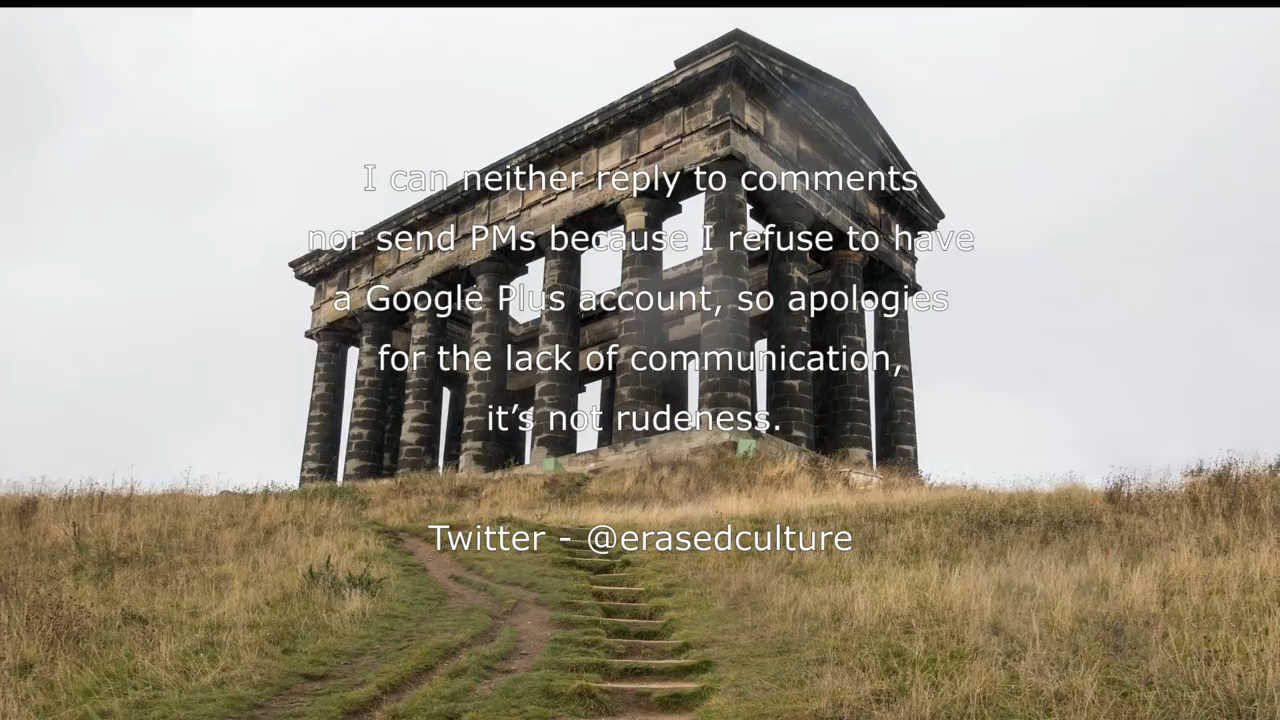 I can neither reply to comments
nor send PMs because I refuse to have
a Google Plus account, so apologies
for the lack of communication,
it’s not rudeness.
Twitter - @erasedculture